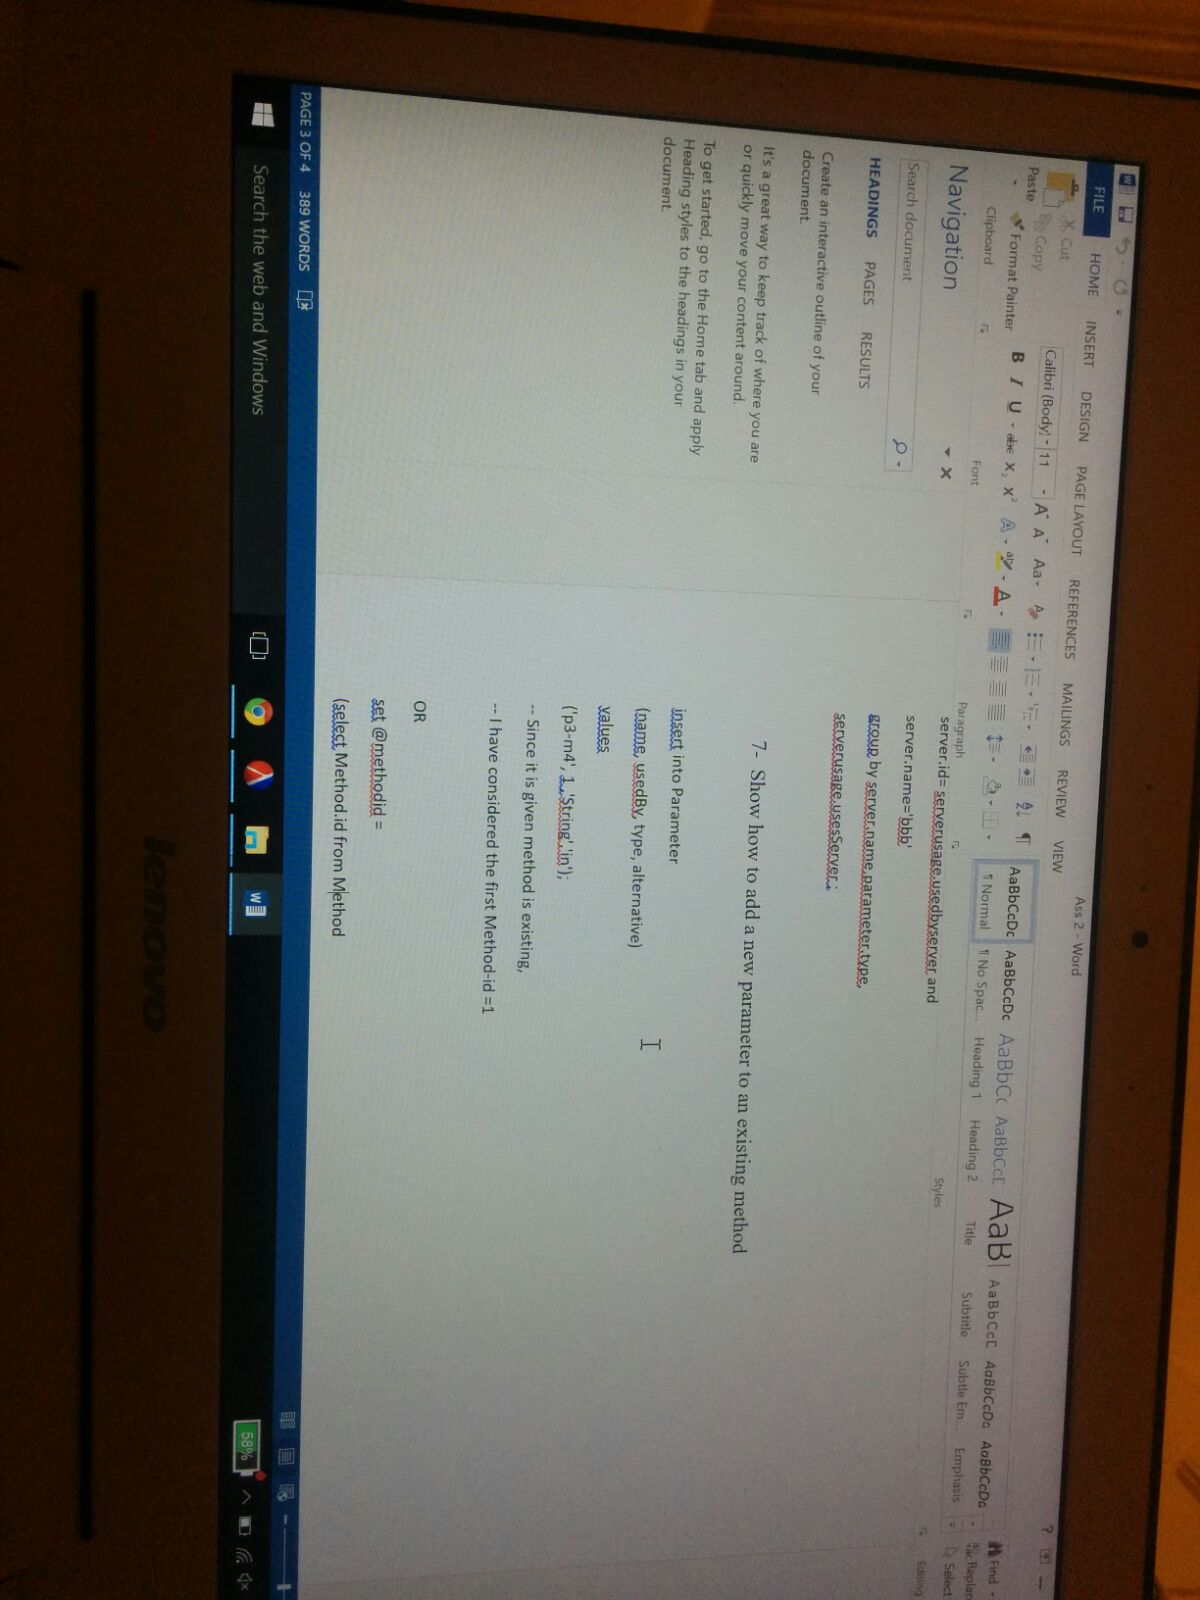 Ass 2 - Word
FILE
HOME
INSERT
DESIGN
PAGE LAYOUT
REFERENCES
MAILINGS
REVIEW
VIEW
Paste
Cut
Copy
Format Painter
Clipboard
Calibri (Body)
11
Font
Paragraph
AaBbCcDc
¶ Normal
AaBbCcDc
¶ No Spac...
AaBbCc
Heading 1
AaBbCcD
Heading 2
AaB
Title
AaBbCcD
Subtitle
AaBbCcDc
Subtle Em...
AaBbCcDc
Emphasis
Styles
Find
Replac
Select
Editing
Navigation
Search document
HEADINGS
PAGES
RESULTS
Create an interactive outline of your
document.
It's a great way to keep track of where you are
or quickly move your content around.
To get started, go to the Home tab and apply
Heading styles to the headings in your
document.
server.id= serverusage.usedbyserver and
server.name='bbb'
group by server.name,parameter.type,
serverusage.usesServer ;
7- Show how to add a new parameter to an existing method
insert into Parameter
(name, usedBy, type, alternative)
values
('p3-m4', 1 ,'String','in');
-- Since it is given method is existing,
-- I have considered the first Method-id =1
OR
set @methodid =
(select Method.id from Method
PAGE 3 OF 4
389 WORDS
Search the web and Windows
58%
lenovo